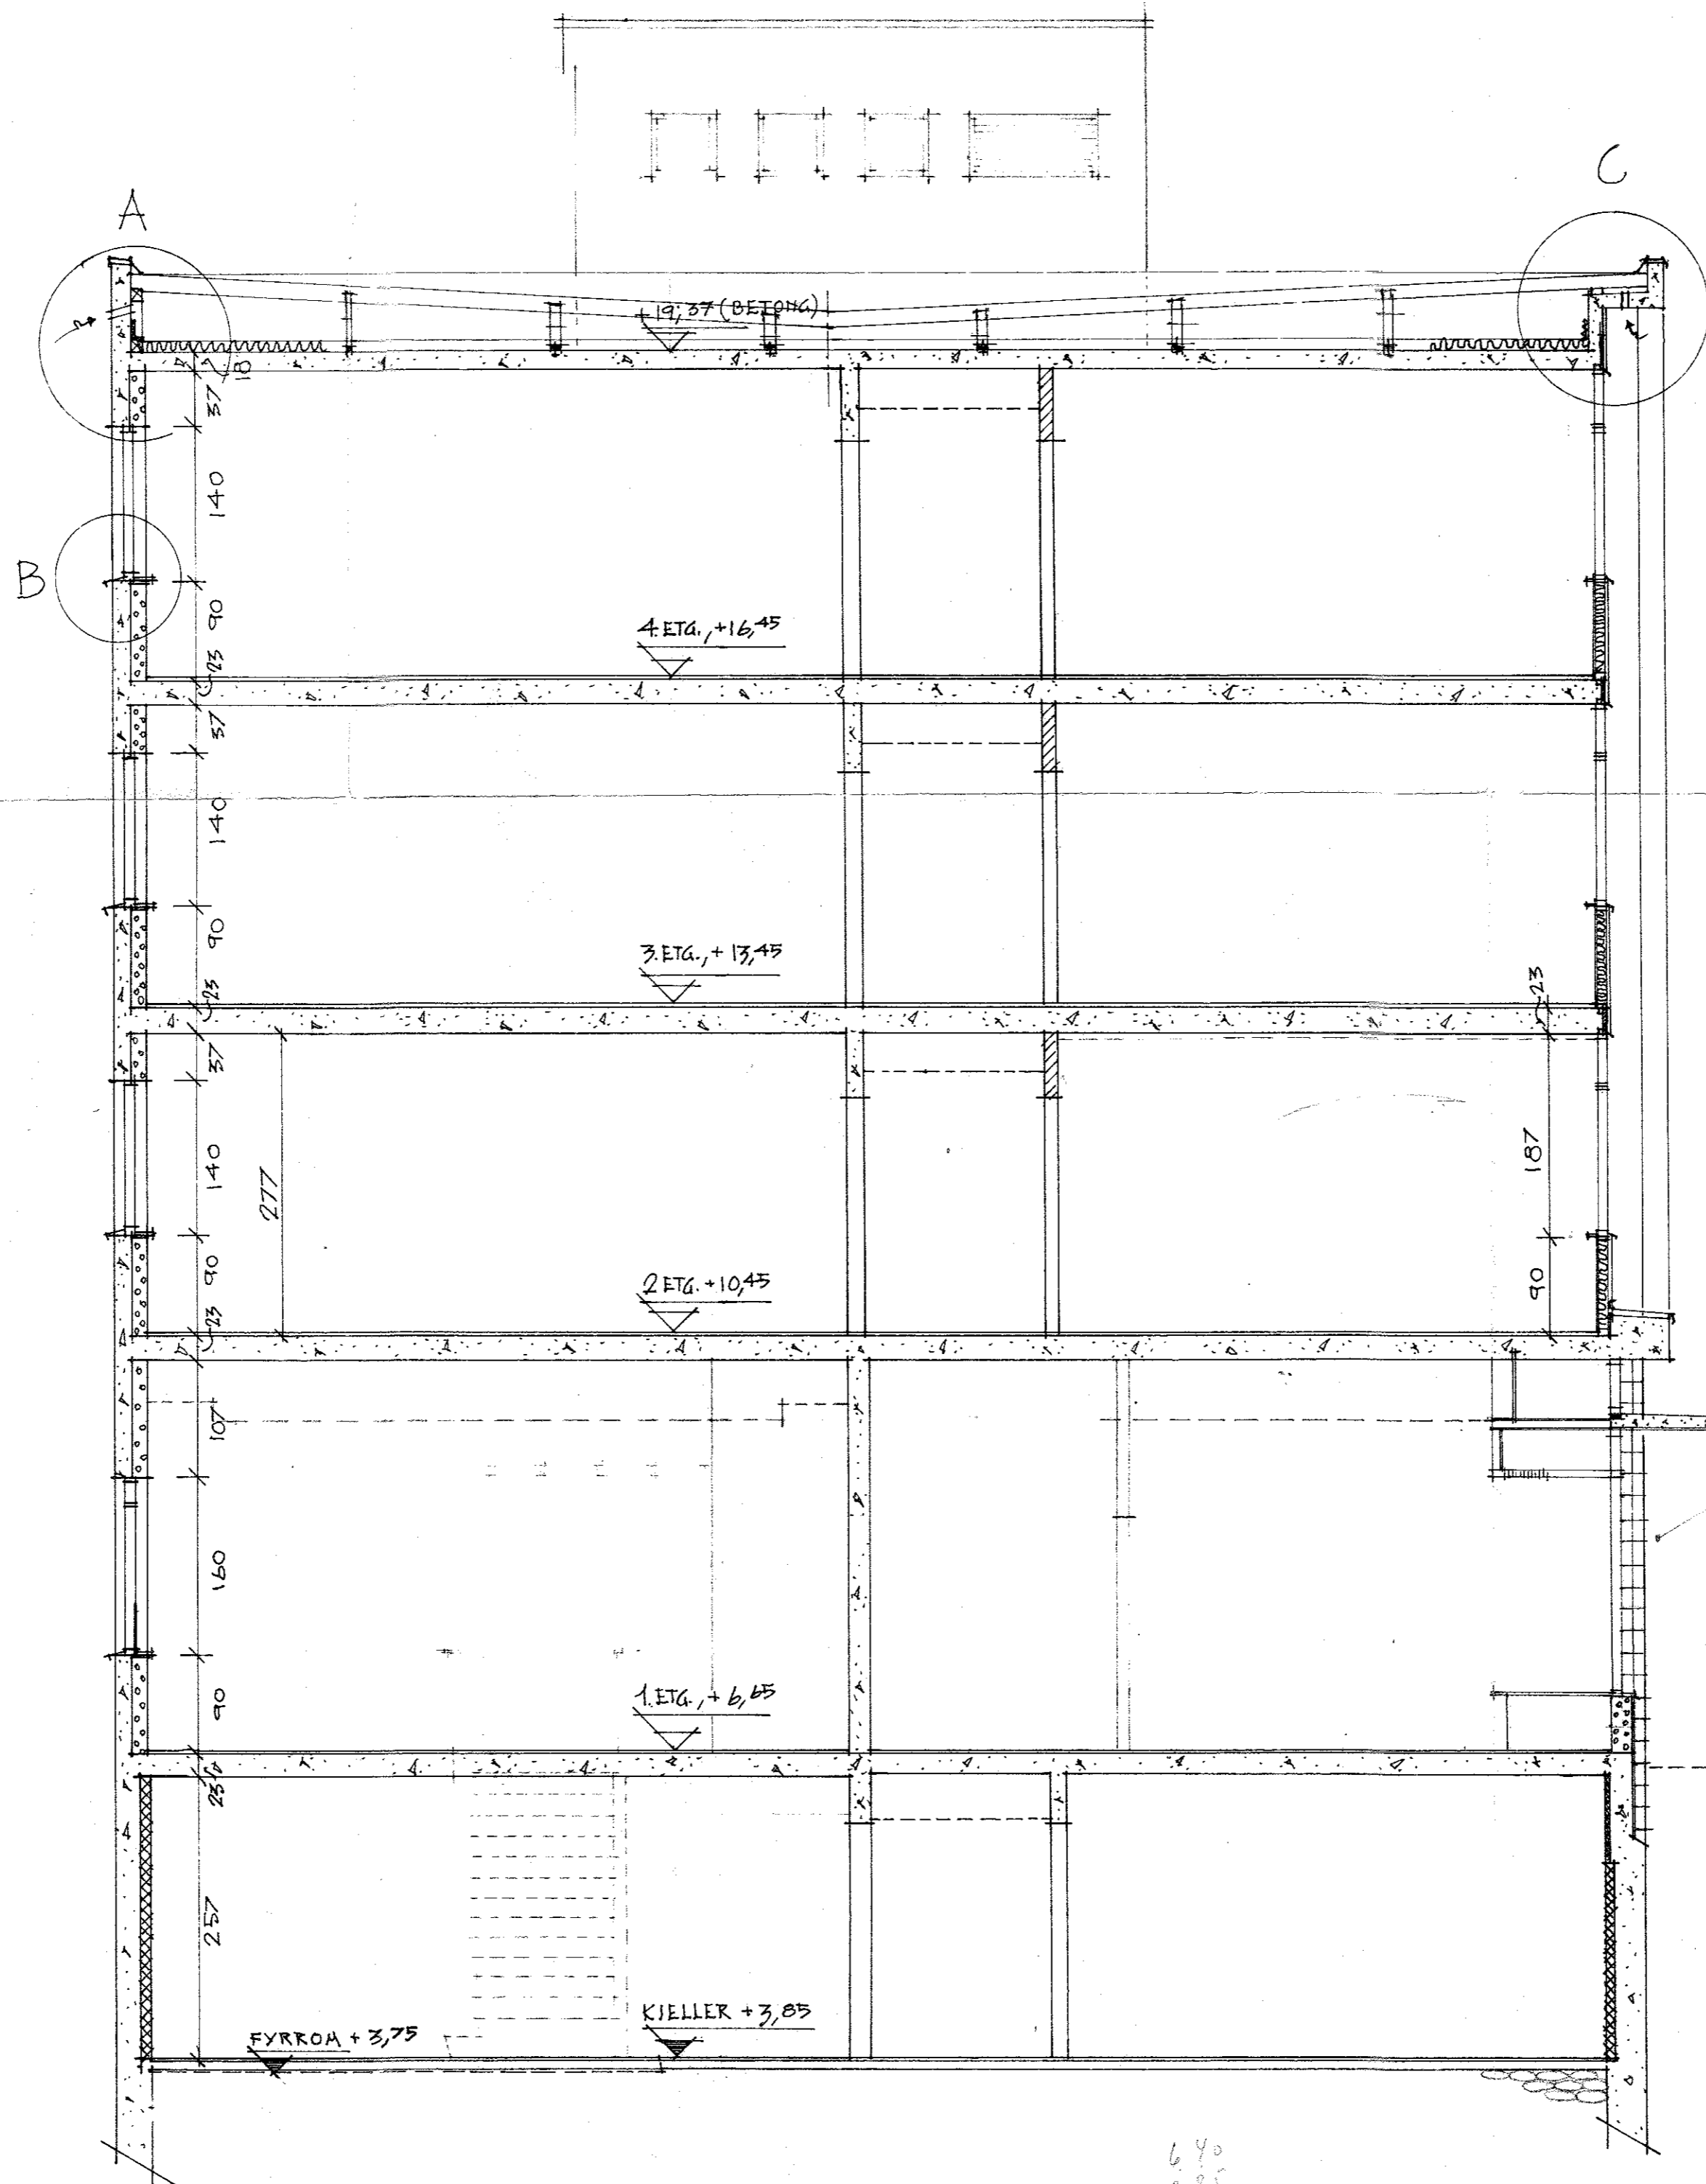 A
C
+19,37 (BETONG)
18
37
140
B
90
4.ETG., +16,45
23
37
140
90
3.ETG., +13,45
23
23
37
140
277
187
90
2 ETG. +10,45
90
23
107
160
1.ETG., +6,65
90
23
257
KJELLER +3,85
FYRROM +3,75
6 40